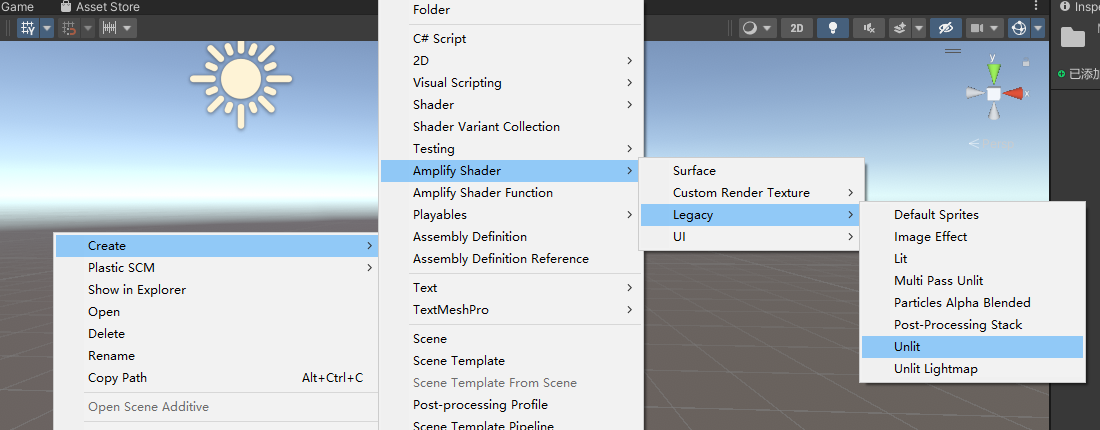 Game
Asset Store
Inspe
2D
y
x
已添加
Folder
C# Script
2D
Visual Scripting
Shader
Shader Variant Collection
Testing
Amplify Shader
Amplify Shader Function
Playables
Assembly Definition
Assembly Definition Reference
Text
TextMeshPro
Scene
Scene Template
Scene Template From Scene
Post-processing Profile
Scene Template Pipeline
Surface
Custom Render Texture
Legacy
UI
Default Sprites
Image Effect
Lit
Multi Pass Unlit
Particles Alpha Blended
Post-Processing Stack
Unlit
Unlit Lightmap
Create
Plastic SCM
Show in Explorer
Open
Delete
Rename
Copy Path Alt+Ctrl+C
Open Scene Additive